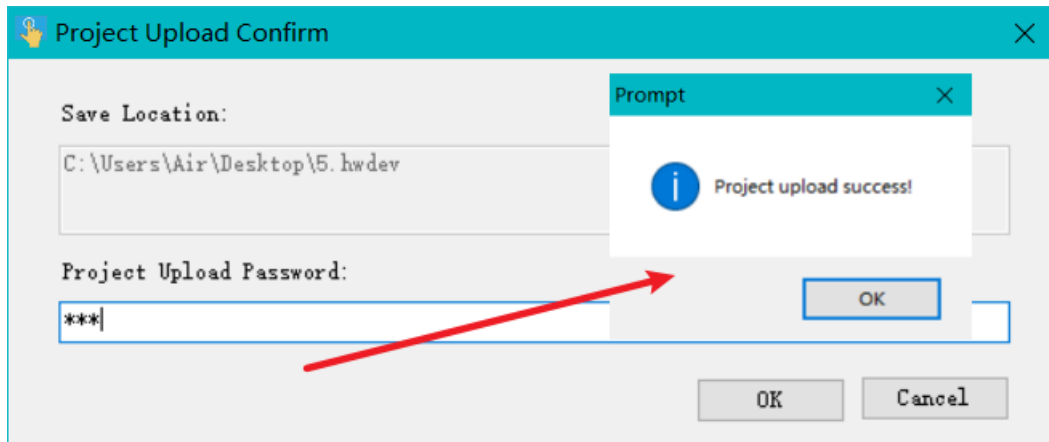 Project Upload Confirm
Save Location:
C:\Users\Air\Desktop\5.hwdev
Project Upload Password:
***
Prompt
Project upload success!
OK
OK
Cancel